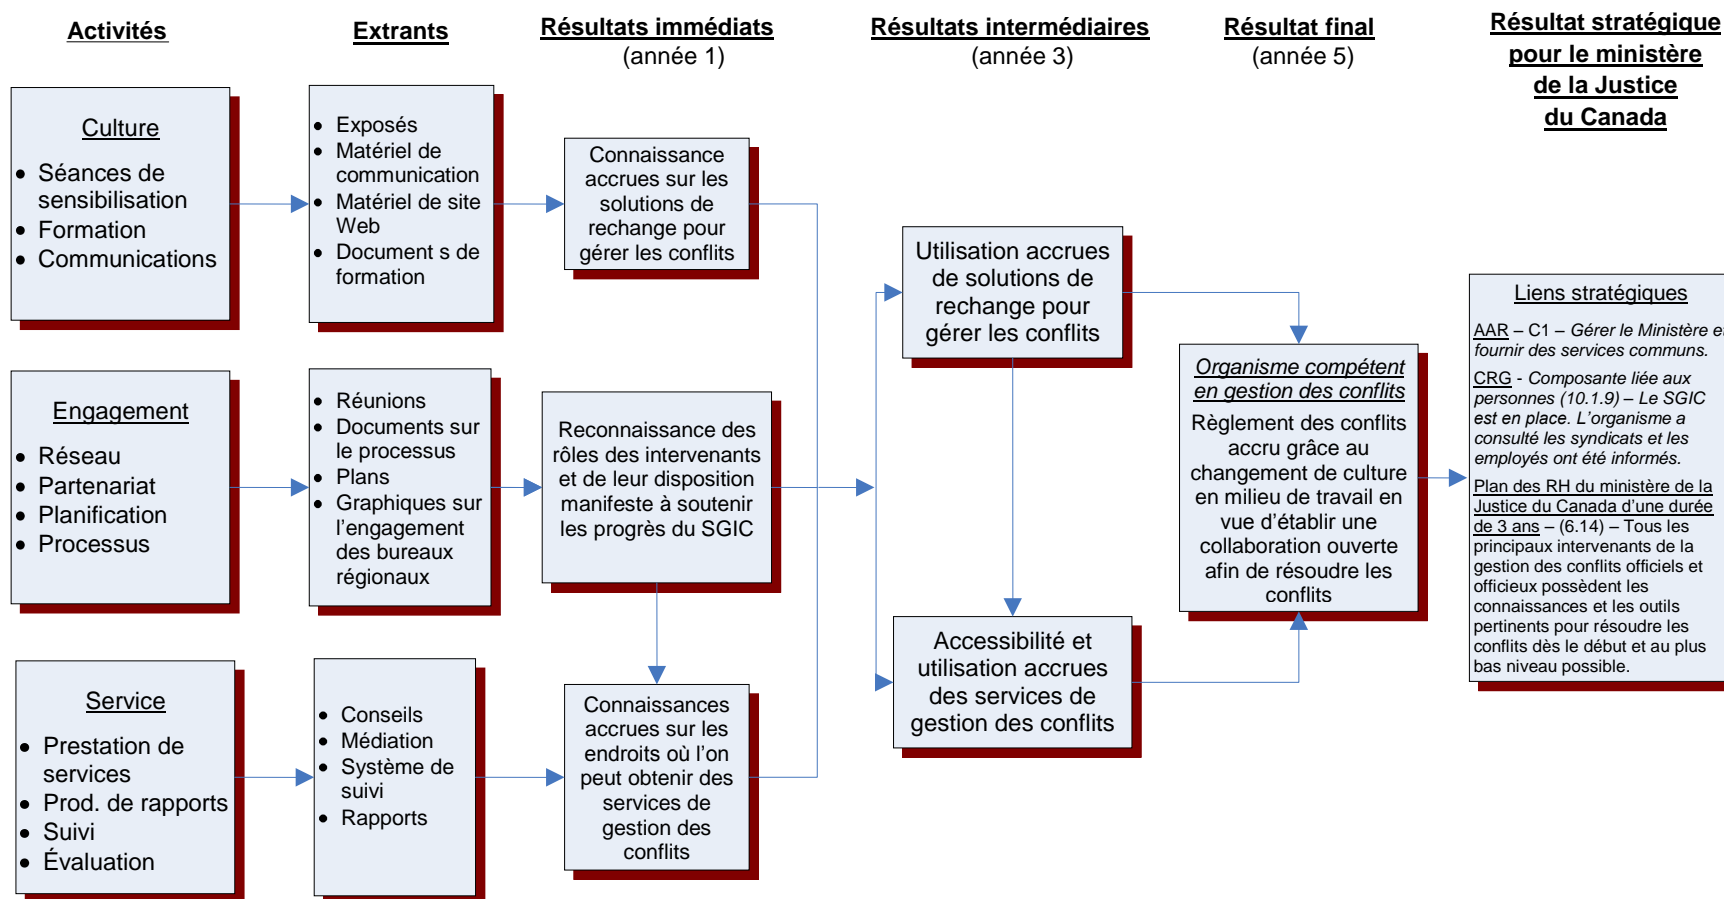 Activités
Extrants
Résultats immédiats
(année 1)
Résultats intermédiaires
(année 3)
Résultat final
(année 5)
Résultat stratégique
pour le ministère
de la Justice
du Canada
Culture
• Séances de
sensibilisation
• Formation
• Communications
• Exposés
• Matériel de
communication
• Matériel de site
Web
• Document s de
formation
Connaissance
accrues sur les
solutions de
rechange pour
gérer les conflits
Engagement
• Réseau
• Partenariat
• Planification
• Processus
• Réunions
• Documents sur
le processus
• Plans
• Graphiques sur
l’engagement
des bureaux
régionaux
Reconnaissance des
rôles des intervenants
et de leur disposition
manifeste à soutenir
les progrès du SGIC
Service
• Prestation de
services
• Prod. de rapports
• Suivi
• Évaluation
• Conseils
• Médiation
• Système de
suivi
• Rapports
Connaissances
accrues sur les
endroits où l’on
peut obtenir des
services de
gestion des
conflits
Utilisation accrues
de solutions de
rechange pour
gérer les conflits
Accessibilité et
utilisation accrues
des services de
gestion des conflits
Organisme compétent
en gestion des conflits
Règlement des conflits
accru grâce au
changement de culture
en milieu de travail en
vue d’établir une
collaboration ouverte
afin de résoudre les
conflits
Liens stratégiques
AAR – C1 – Gérer le Ministère et
fournir des services communs.
CRG - Composante liée aux
personnes (10.1.9) – Le SGIC
est en place. L’organisme a
consulté les syndicats et les
employés ont été informés.
Plan des RH du ministère de la
Justice du Canada d’une durée
de 3 ans – (6.14) – Tous les
principaux intervenants de la
gestion des conflits officiels et
officieux possèdent les
connaissances et les outils
pertinents pour résoudre les
conflits dès le début et au plus
bas niveau possible.